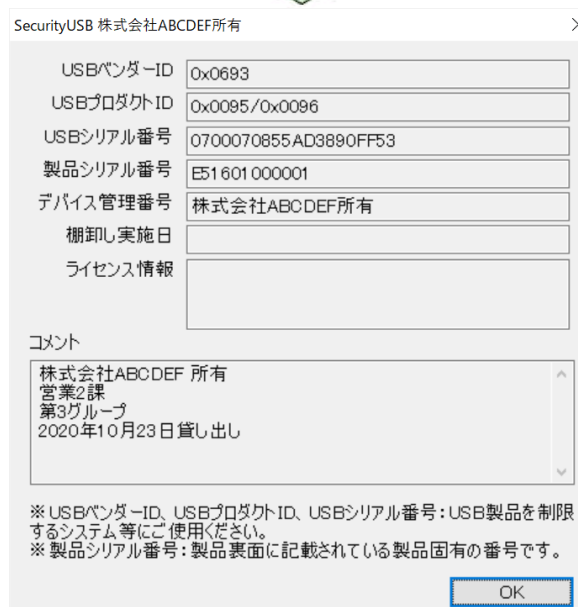 SecurityUSB 株式会社ABCDEF所有
USBベンダーID 0x0693
USBプロダクトID 0x0095/0x0096
USBシリアル番号 0700070855AD3890FF53
製品シリアル番号 E51601000001
デバイス管理番号 株式会社ABCDEF所有
棚卸し実施日
ライセンス情報
コメント
株式会社ABCDEF 所有
営業2課
第3グループ
2020年10月23日貸し出し
※USBベンダーID、USBプロダクトID、USBシリアル番号:USB製品を制限
するシステム等にご使用ください。
※製品シリアル番号:製品裏面に記載されている製品固有の番号です。
OK